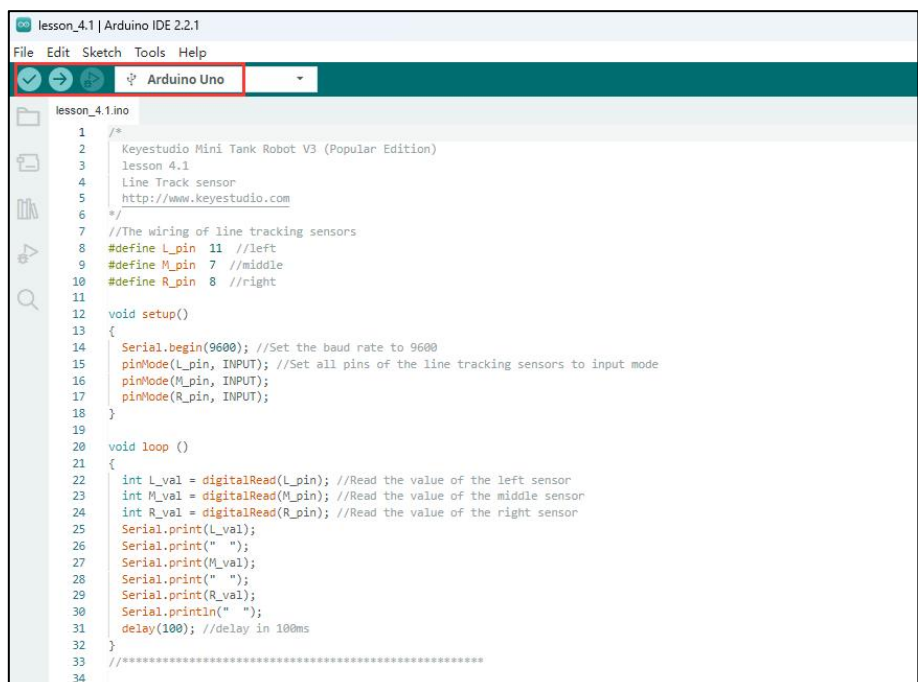 lesson_4.1 | Arduino IDE 2.2.1
File Edit Sketch Tools Help
Arduino Uno
lesson_4.1.ino
1 /*
2 Keyestudio Mini Tank Robot V3 (Popular Edition)
3 lesson 4.1
4 Line Track sensor
5 http://www.keyestudio.com
6 */
7 //The wiring of line tracking sensors
8 #define L_pin 11 //left
9 #define M_pin 7 //middle
10 #define R_pin 8 //right
11
12 void setup()
13 {
14 Serial.begin(9600); //Set the baud rate to 9600
15 pinMode(L_pin, INPUT); //Set all pins of the line tracking sensors to input mode
16 pinMode(M_pin, INPUT);
17 pinMode(R_pin, INPUT);
18 }
19
20 void loop ()
21 {
22 int L_val = digitalRead(L_pin); //Read the value of the left sensor
23 int M_val = digitalRead(M_pin); //Read the value of the middle sensor
24 int R_val = digitalRead(R_pin); //Read the value of the right sensor
25 Serial.print(L_val);
26 Serial.print("  ");
27 Serial.print(M_val);
28 Serial.print("  ");
29 Serial.print(R_val);
30 Serial.println("  ");
31 delay(100); //delay in 100ms
32 }
33 //******************************************************
34